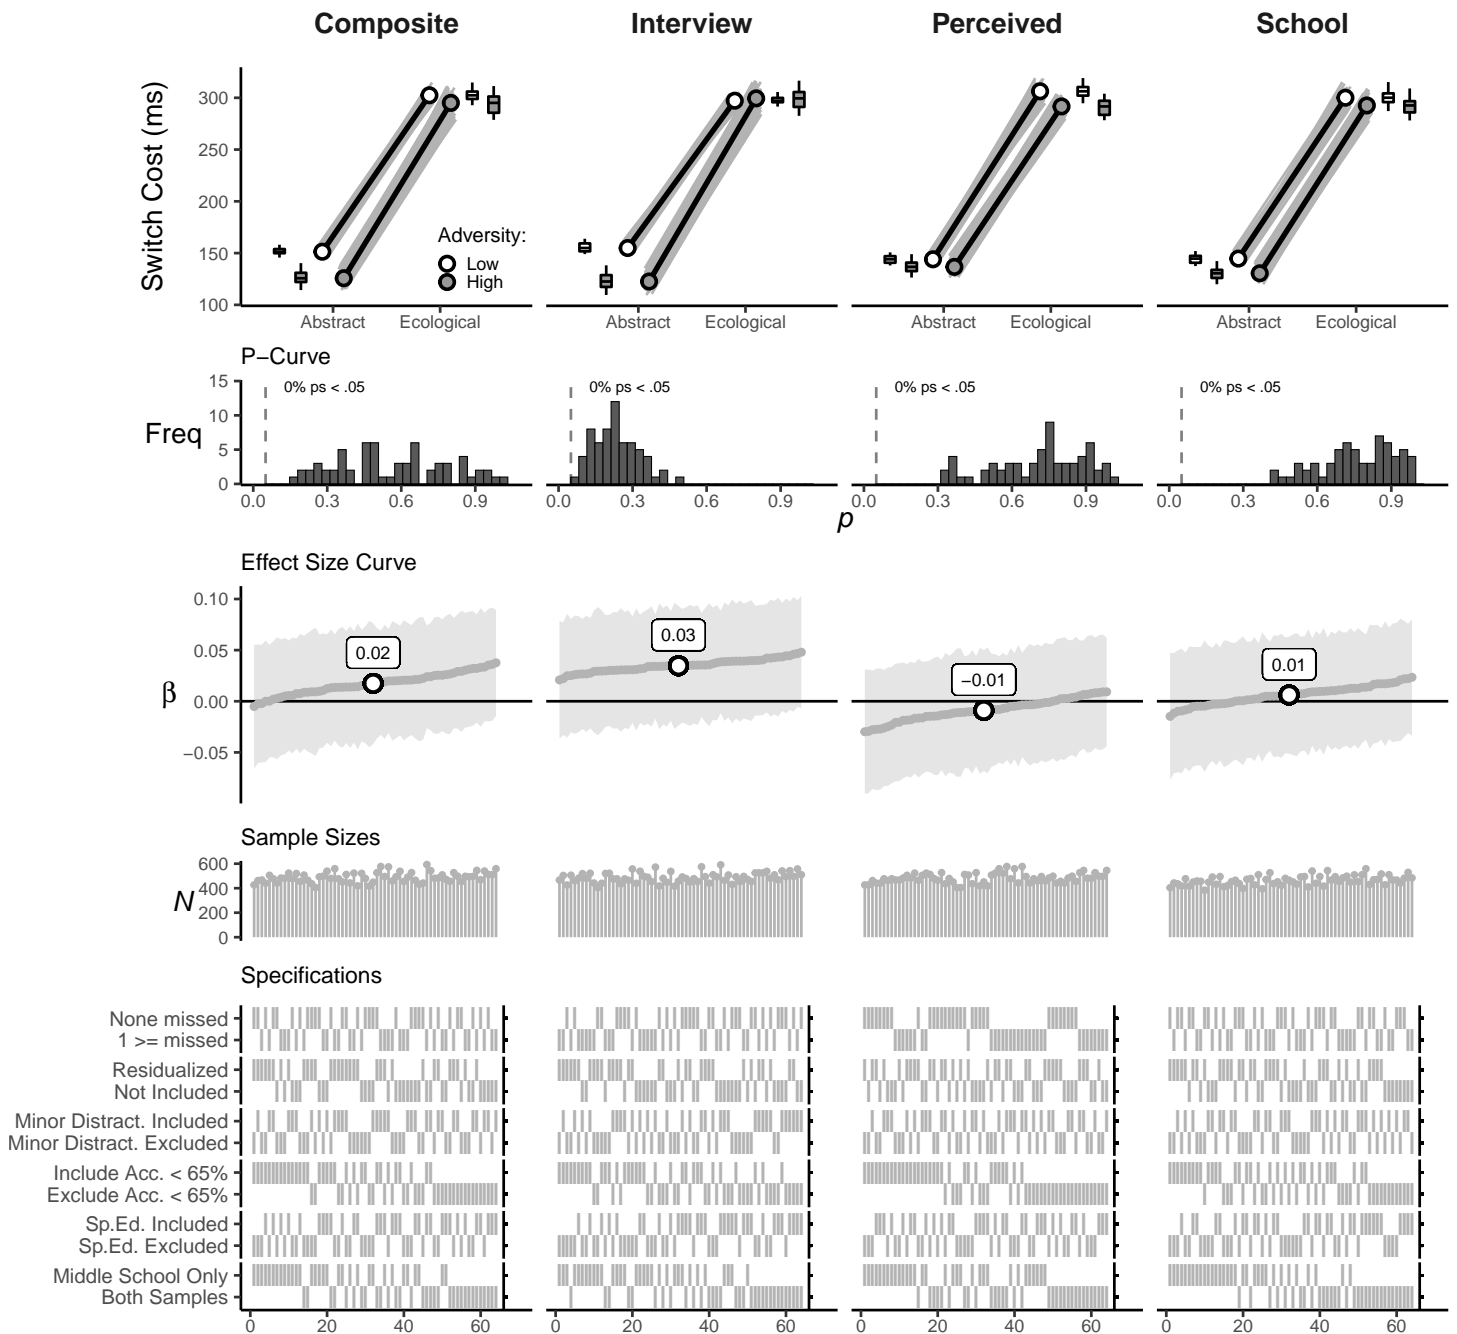 Composite Interview Perceived School
Switch Cost (ms)
300
250
200
150
100
Adversity:
Low
High
Abstract Ecological Abstract Ecological Abstract Ecological Abstract Ecological
P−Curve
Freq
15
10
5
0
0% ps < .05 0% ps < .05 0% ps < .05 0% ps < .05
0.0 0.3 0.6 0.9 0.0 0.3 0.6 0.9 0.0 0.3 0.6 0.9 0.0 0.3 0.6 0.9
p
Effect Size Curve
β
0.10
0.05
0.00
−0.05
0.02 0.03 −0.01 0.01
Sample Sizes
N
600
400
200
0
Specifications
None missed
1 >= missed
Residualized
Not Included
Minor Distract. Included
Minor Distract. Excluded
Include Acc. < 65%
Exclude Acc. < 65%
Sp.Ed. Included
Sp.Ed. Excluded
Middle School Only
Both Samples
0 20 40 60 0 20 40 60 0 20 40 60 0 20 40 60